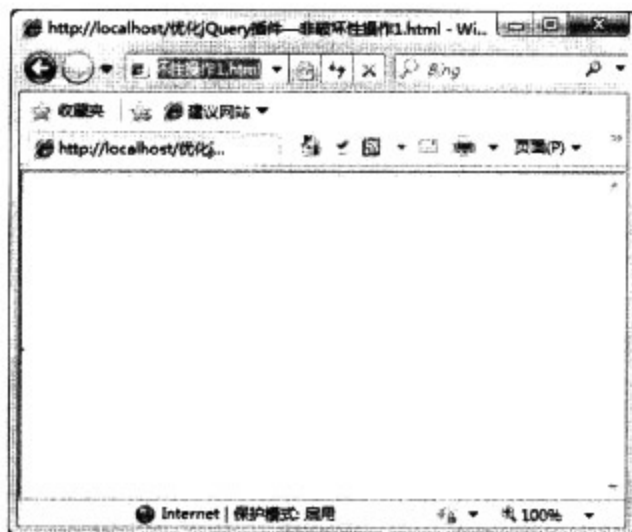 http://localhost/优化jQuery插件—非破坏性操作1.html - Wi...
坏性操作1.html
Bing
收藏夹 建议网站
http://localhost/优化j...
页面(P)
Internet | 保护模式: 启用
100%